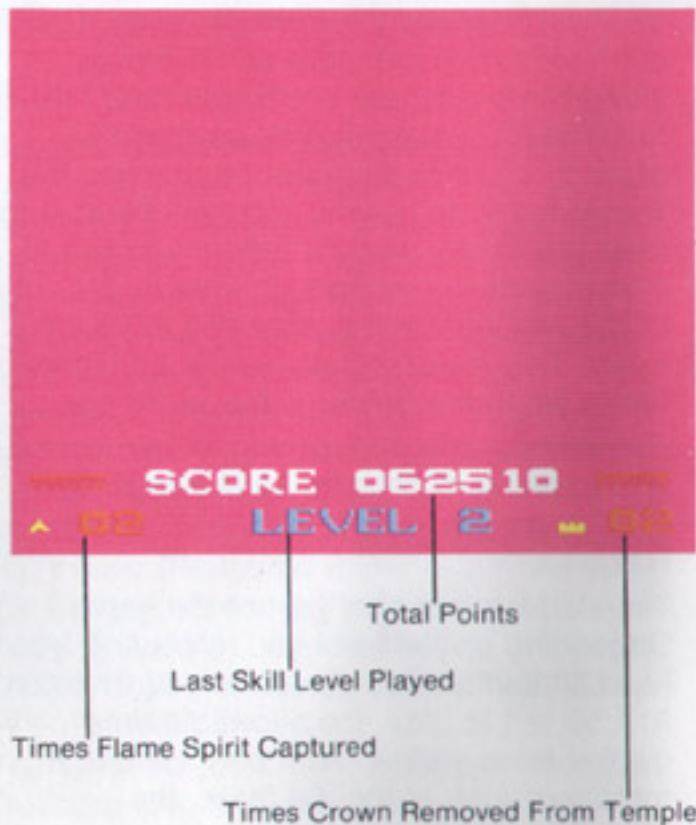 SCORE 062510
02 LEVEL 2 02
Total Points
Last Skill Level Played
Times Flame Spirit Captured
Times Crown Removed From Temple